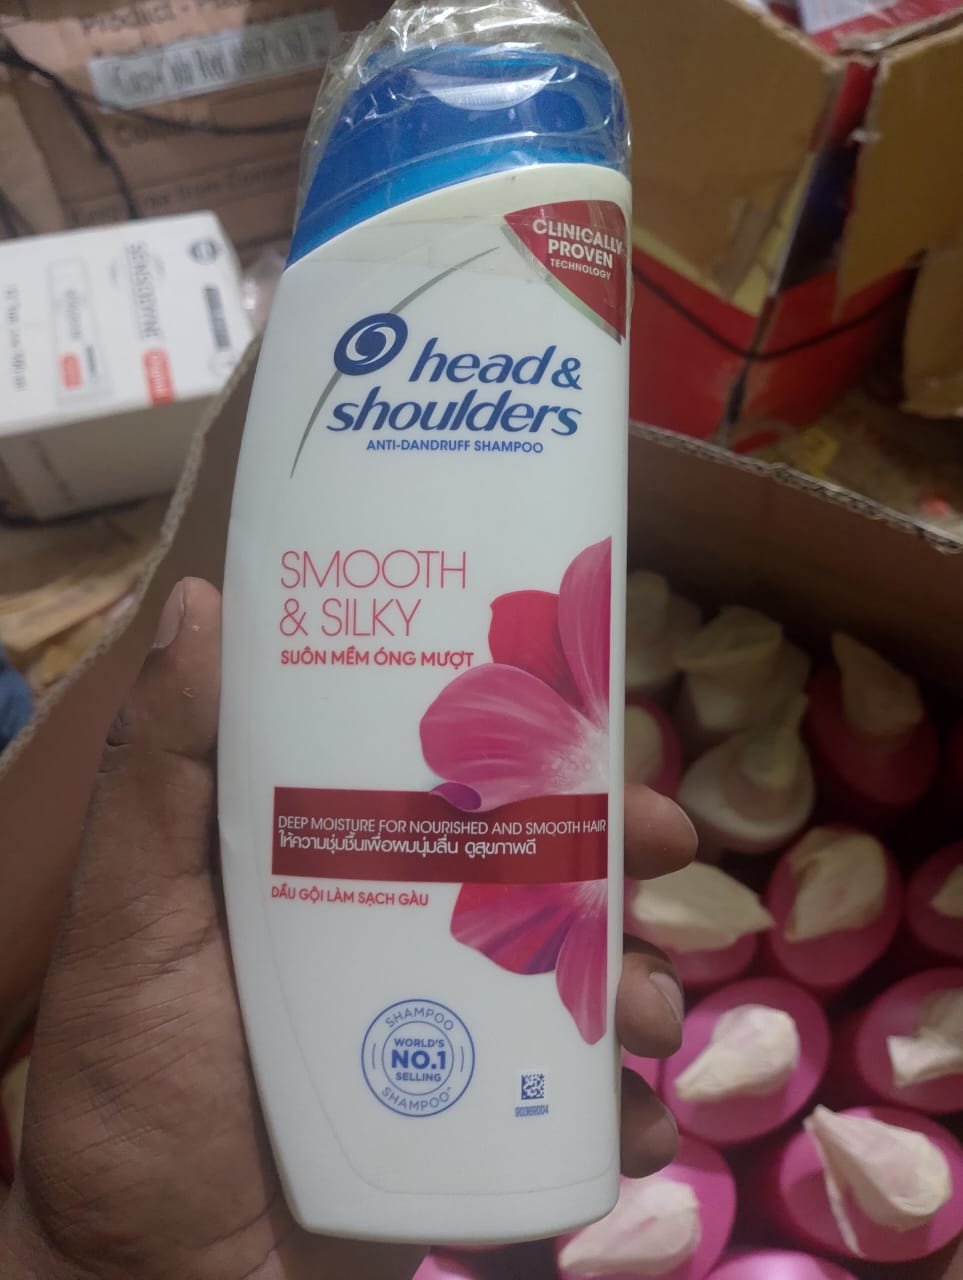 CLINICALLY
PROVEN
TECHNOLOGY
head &
shoulders
ANTI-DANDRUFF SHAMPOO
SMOOTH
& SILKY
SUÔN MỀM ÓNG MƯỢT
DEEP MOISTURE FOR NOURISHED AND SMOOTH HAIR
ให้ความชุ่มชื้นเพื่อผมนุ่มลื่น ดูสุขภาพดี
DẦU GỘI LÀM SẠCH GÀU
SHAMPOO
WORLD'S
NO.1
SELLING
SHAMPOO^
90369004
SENSODYNE